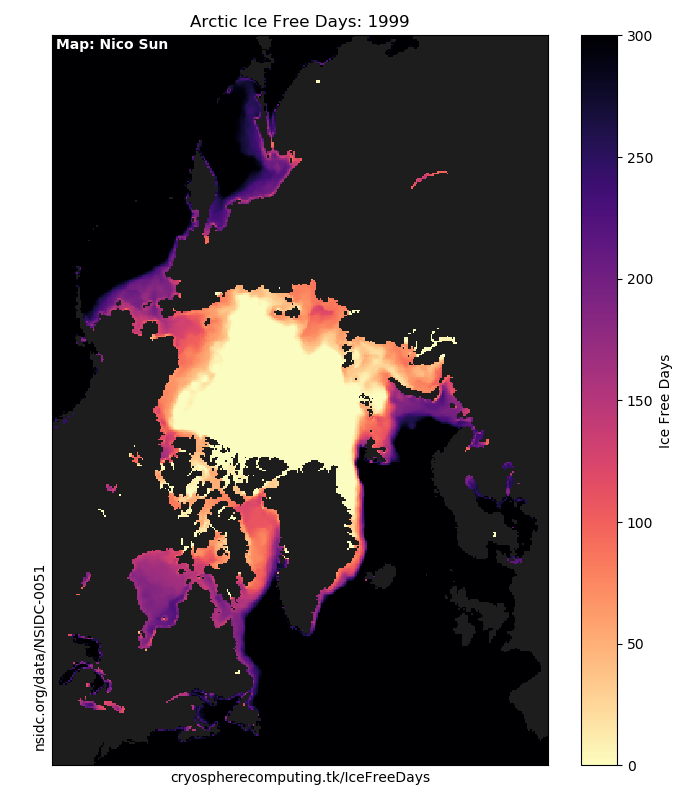 Arctic Ice Free Days: 1999
Map: Nico Sun
300
250
200
150
100
50
0
Ice Free Days
nsidc.org/data/NSIDC-0051
cryospherecomputing.tk/IceFreeDays